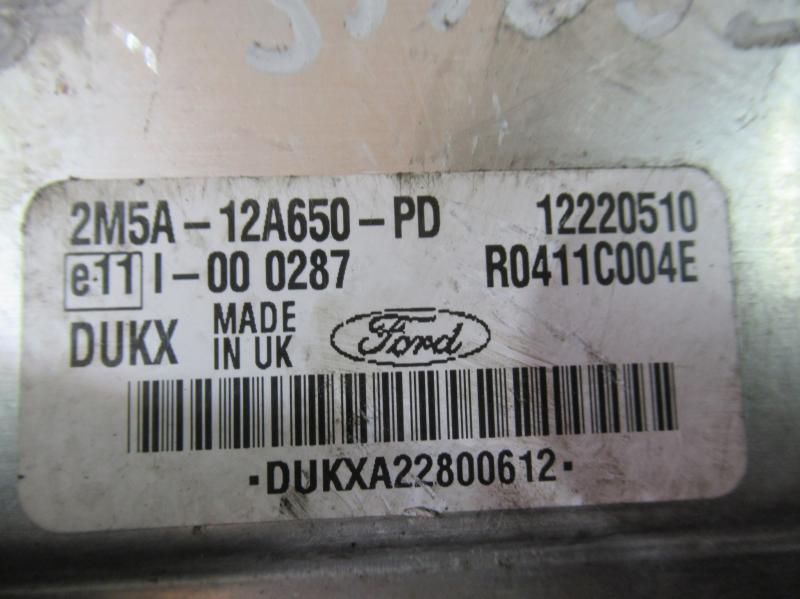 2M5A-12A650-PD 12220510
e11 I-00 0287 R0411C004E
DUKX MADE IN UK Ford
·DUKXA22800612·